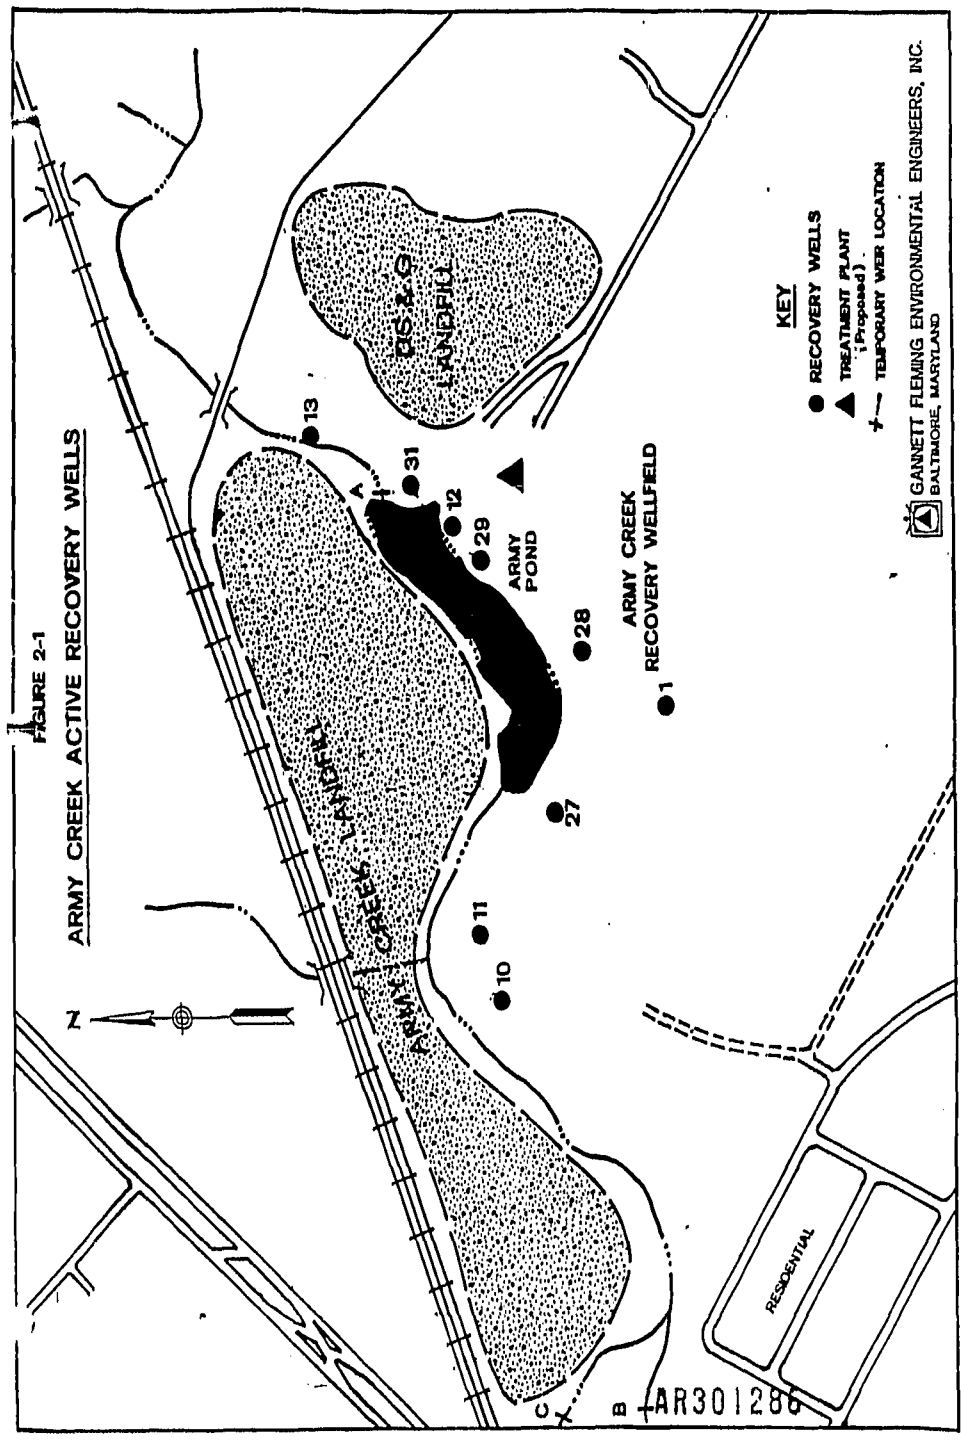 FIGURE 2-1
ARMY CREEK ACTIVE RECOVERY WELLS
N
ARMY CREEK LANDFILL
DS & G
LANDFILL
13
A
31
12
29
ARMY
POND
28
1
27
11
10
ARMY CREEK
RECOVERY WELLFIELD
C
B
RESIDENTIAL
KEY
RECOVERY WELLS
TREATMENT PLANT
(Proposed)
TEMPORARY WEIR LOCATION
GANNETT FLEMING ENVIRONMENTAL ENGINEERS, INC.
BALTIMORE, MARYLAND
AR301286